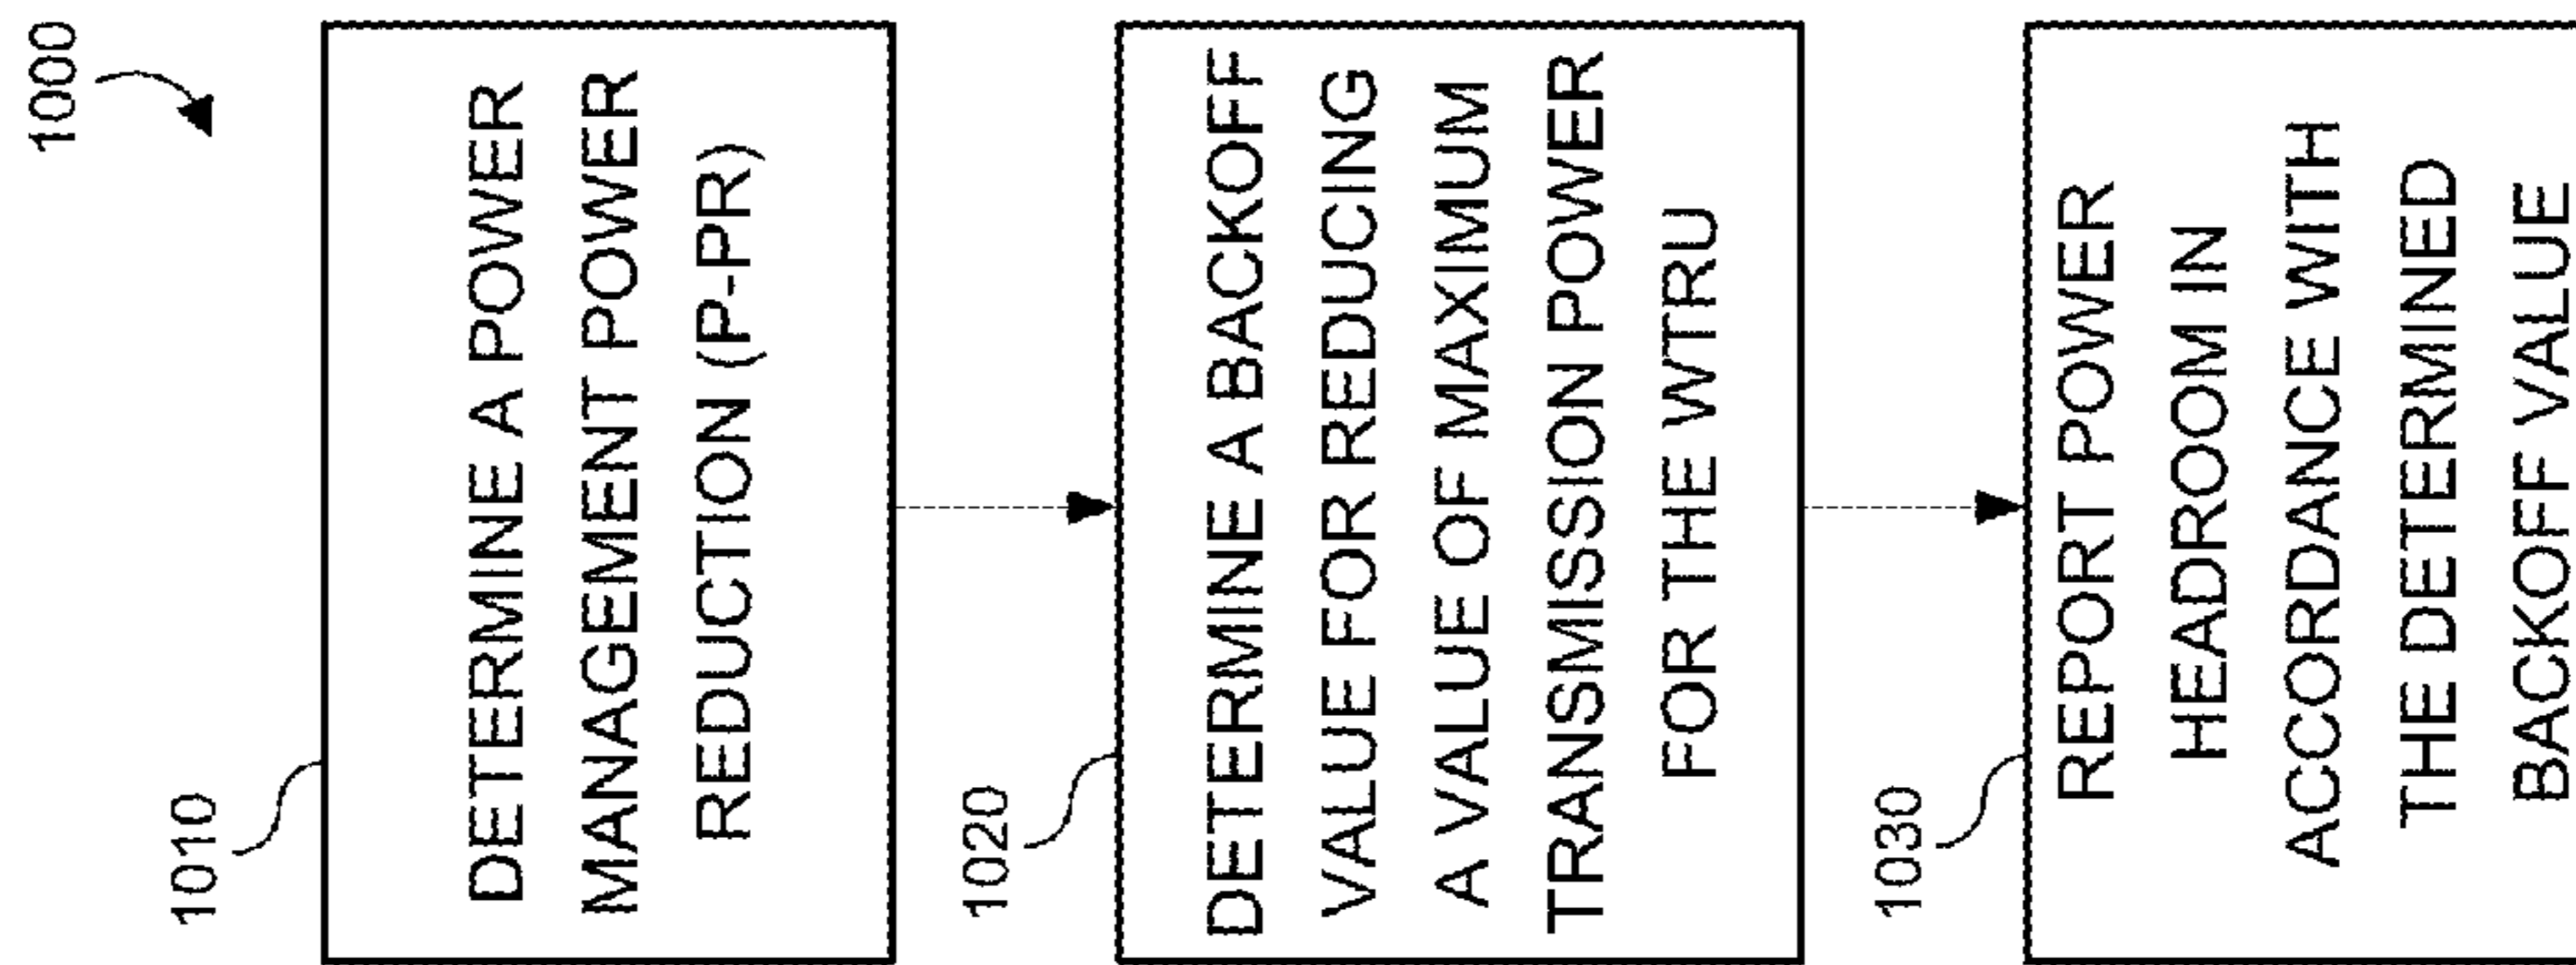 1000
1010
DETERMINE A POWER
MANAGEMENT POWER
REDUCTION (P-PR)
1020
DETERMINE A BACKOFF
VALUE FOR REDUCING
A VALUE OF MAXIMUM
TRANSMISSION POWER
FOR THE WTRU
1030
REPORT POWER
HEADROOM IN
ACCORDANCE WITH
THE DETERMINED
BACKOFF VALUE